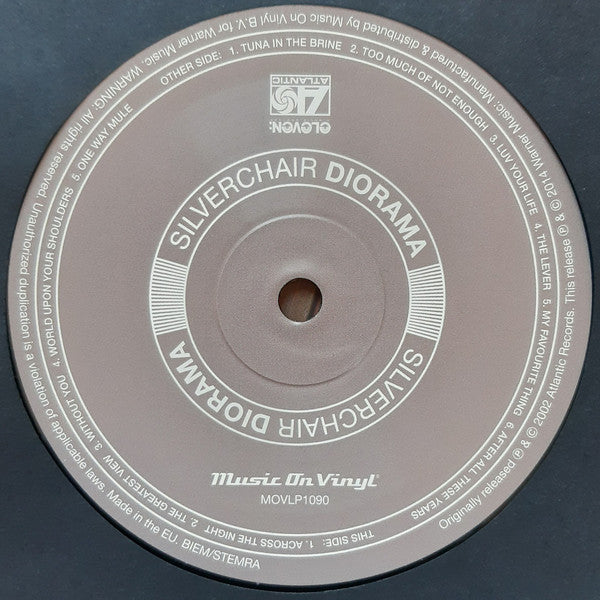 ELEVEN:
ATLANTIC
SILVERCHAIR DIORAMA
SILVERCHAIR DIORAMA
Music On Vinyl
MOVLP1090
THIS SIDE: 1. ACROSS THE NIGHT 2. THE GREATEST VIEW 3. WITHOUT YOU 4. WORLD UPON YOUR SHOULDERS 5. ONE WAY MULE
OTHER SIDE: 1. TUNA IN THE BRINE 2. TOO MUCH OF NOT ENOUGH 3. LUV YOUR LIFE 4. THE LEVER 5. MY FAVOURITE THING 6. AFTER ALL THESE YEARS
Originally released ℗ & © 2002 Atlantic Records. This release ℗ & © 2014 Warner Music. Manufactured & distributed by Music On Vinyl B.V. for Warner Music. WARNING: All rights reserved. Unauthorized duplication is a violation of applicable laws. Made in the EU. BIEM/STEMRA